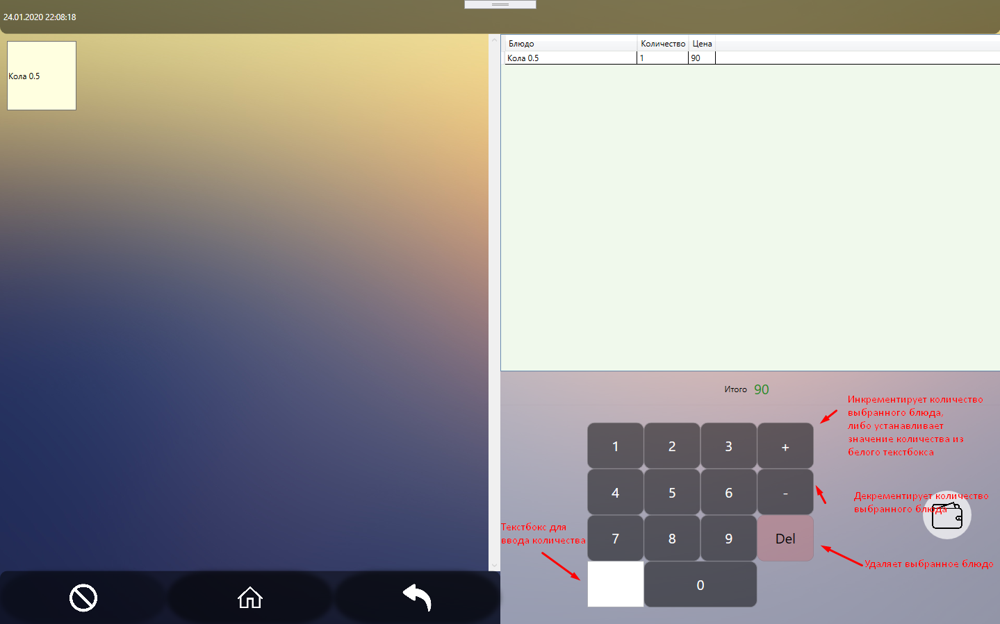 24.01.2020 22:08:18
Кола 0.5
Блюдо Количество Цена
Кола 0.5 1 90
Итого 90
Инкрементирует количество
выбранного блюда,
либо устанавливает
значение количества из
белого текстбокса
1 2 3 +
4 5 6 -
Декрементирует количество
выбранного блюда
Текстбокс для
ввода количества
7 8 9 Del
Удаляет выбранное блюдо
0